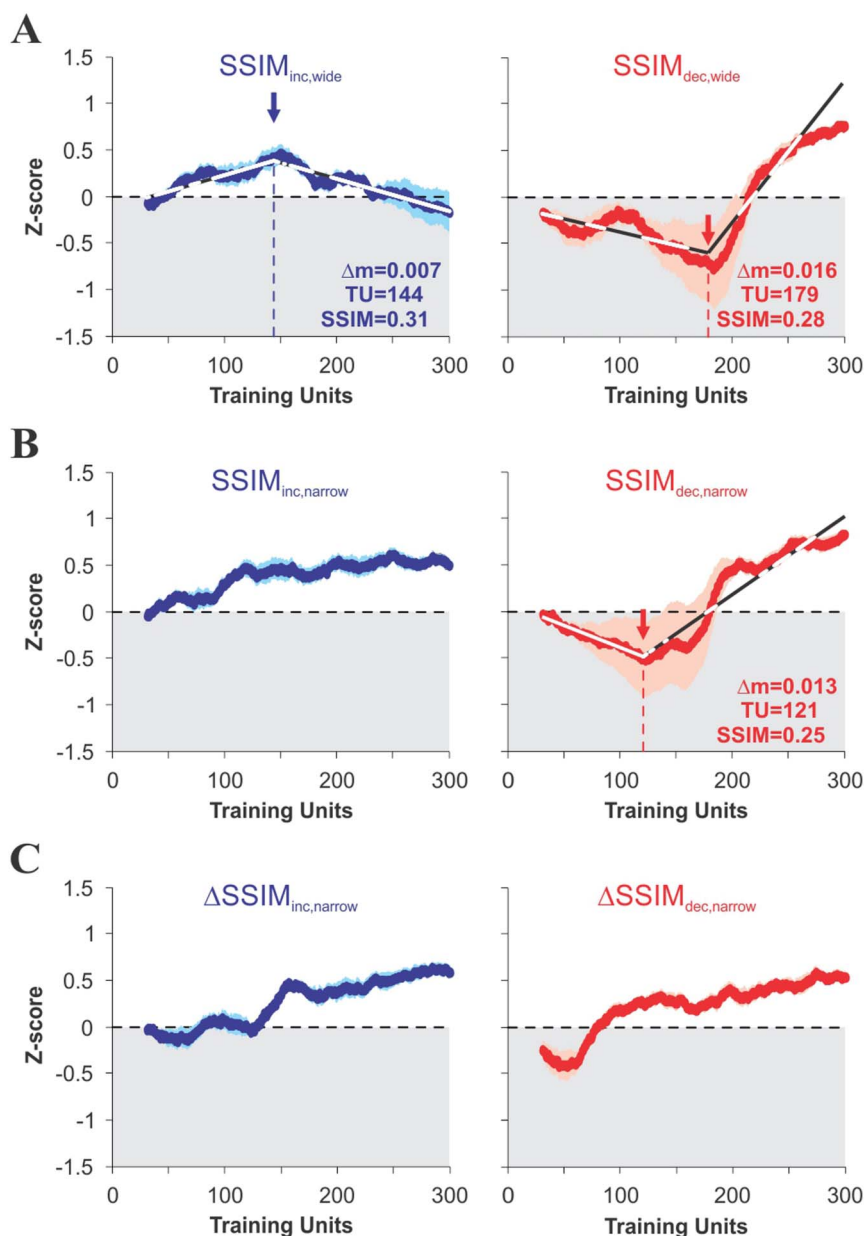 A
SSIMinc,wide
SSIMdec,wide
1.5
1
0.5
0
-0.5
-1
-1.5
Z-score
Δm=0.007
TU=144
SSIM=0.31
Δm=0.016
TU=179
SSIM=0.28
0 100 200 300
0 100 200 300
Training Units
Training Units
B
SSIMinc,narrow
SSIMdec,narrow
1.5
1
0.5
0
-0.5
-1
-1.5
Z-score
Δm=0.013
TU=121
SSIM=0.25
0 100 200 300
0 100 200 300
Training Units
Training Units
C
ΔSSIMinc,narrow
ΔSSIMdec,narrow
1.5
1
0.5
0
-0.5
-1
-1.5
Z-score
0 100 200 300
0 100 200 300
Training Units
Training Units